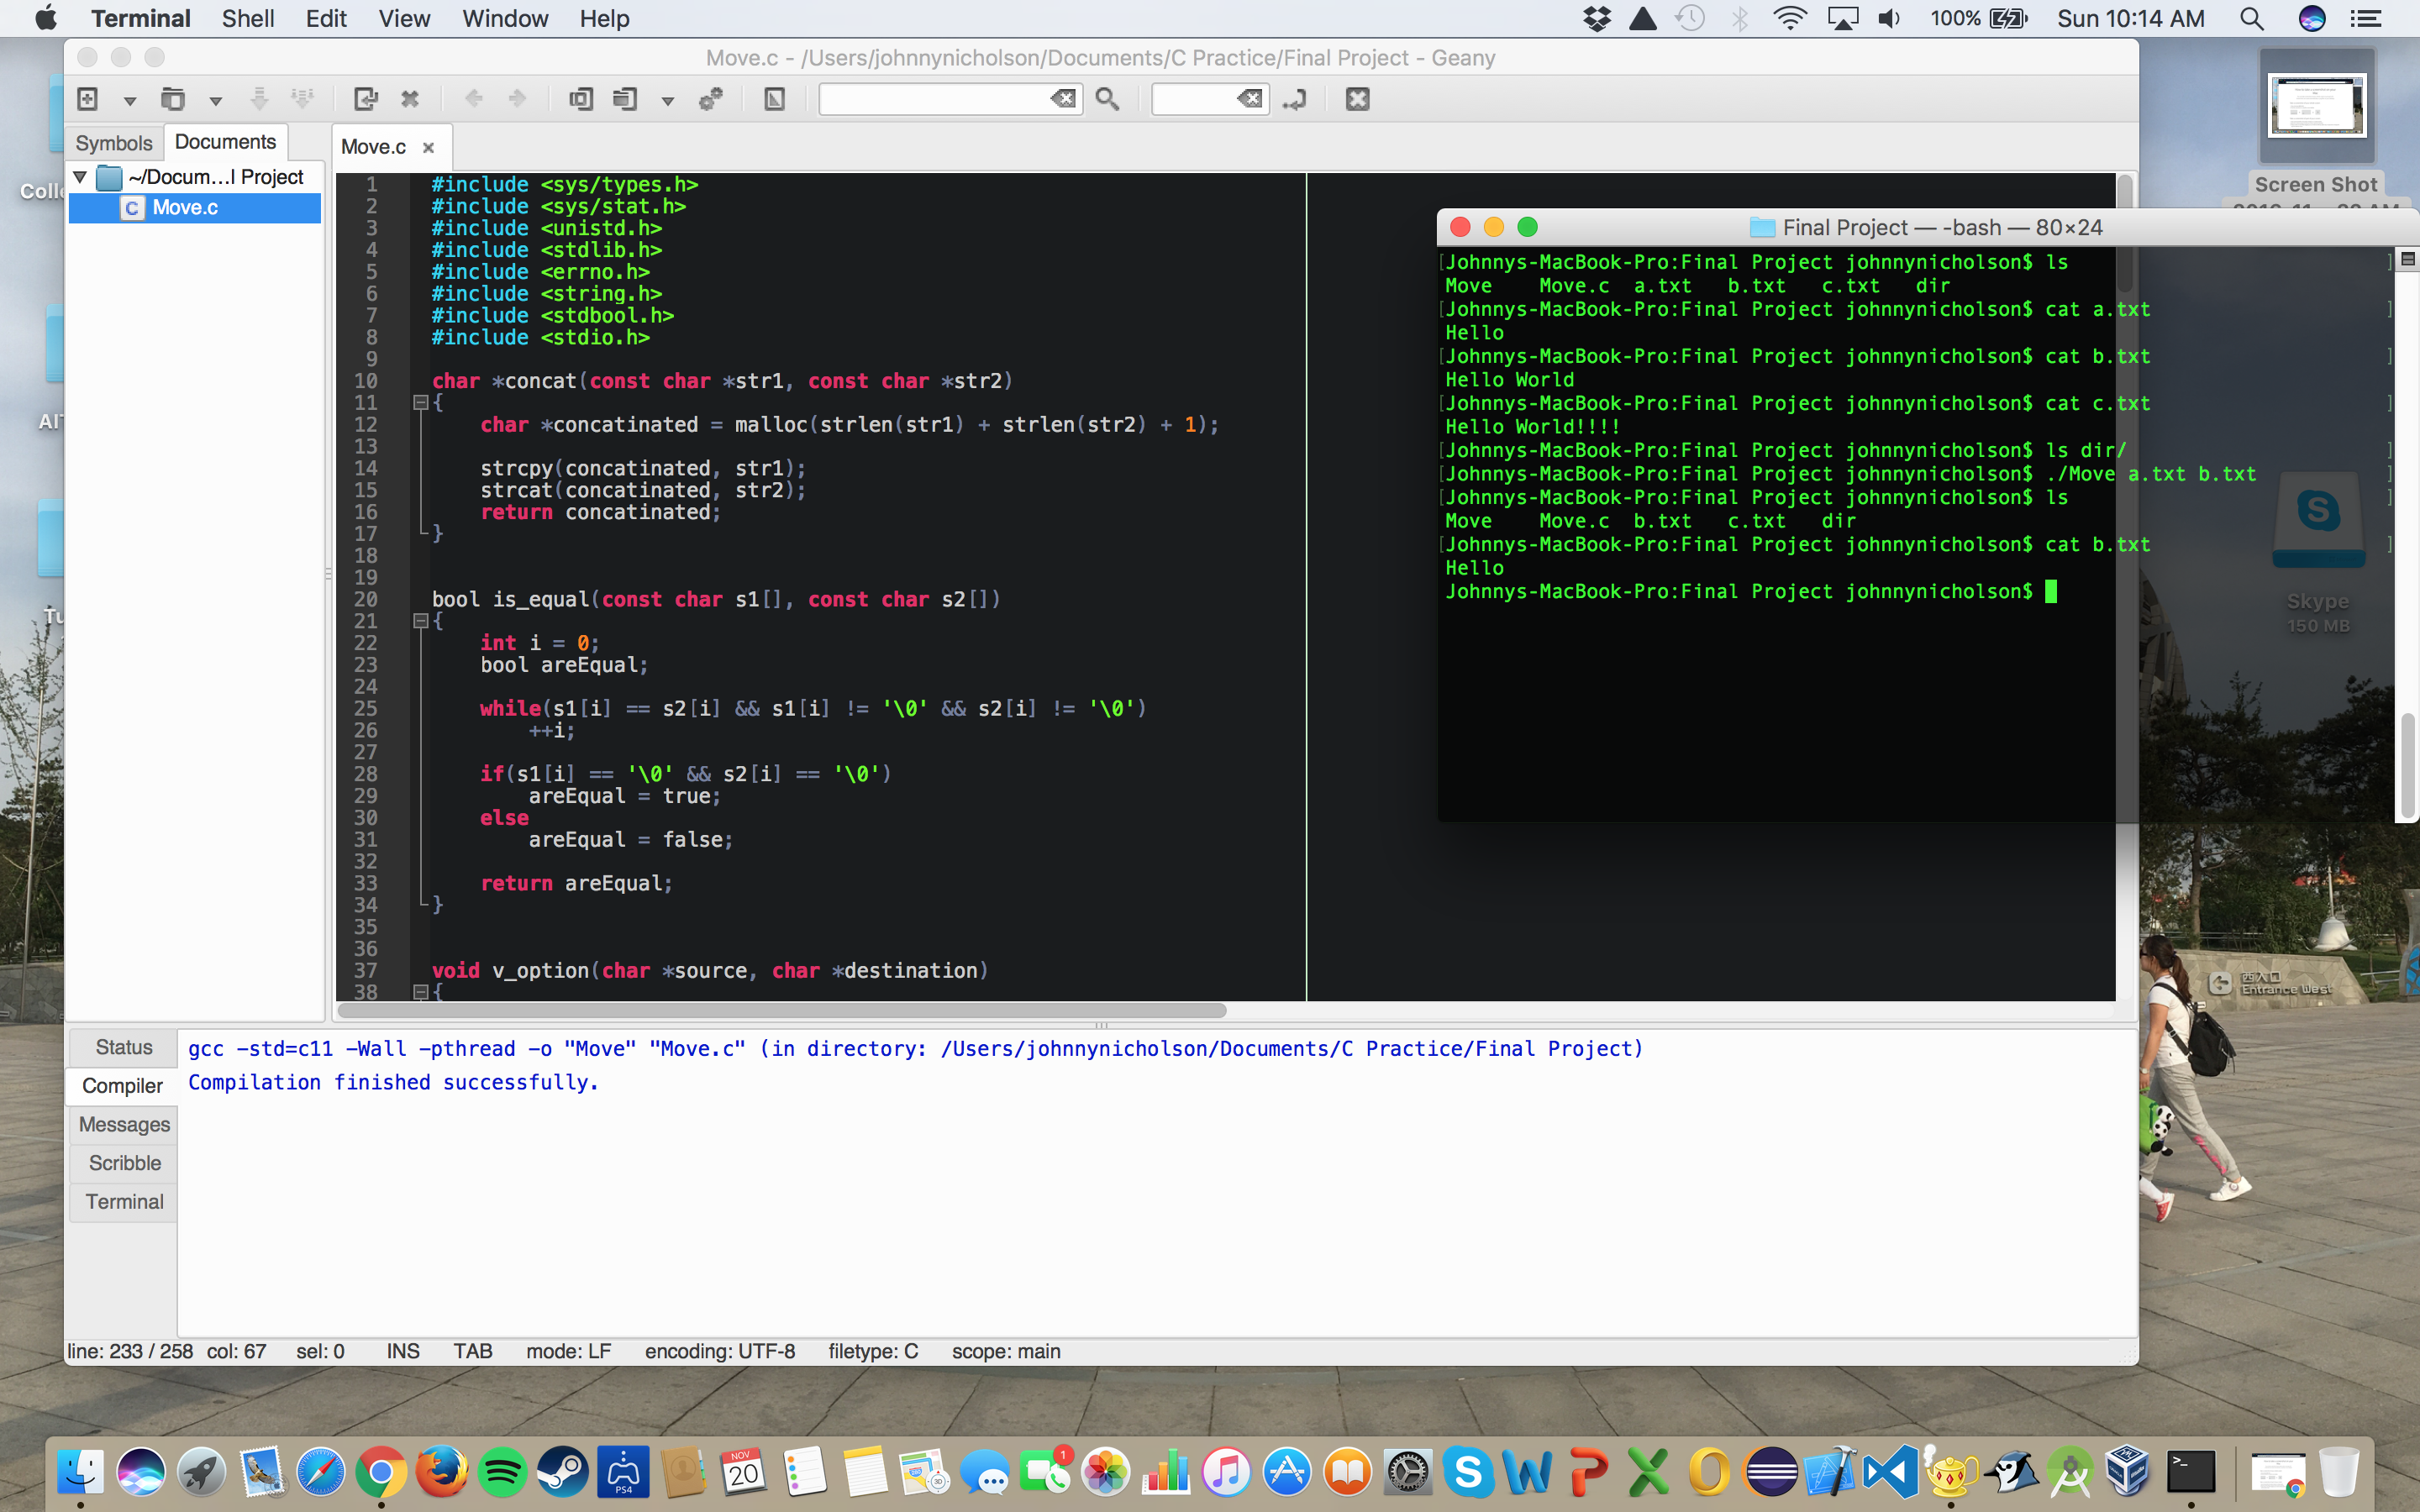 Terminal Shell Edit View Window Help 100% Sun 10:14 AM
Move.c - /Users/johnnynicholson/Documents/C Practice/Final Project - Geany
Symbols Documents
~/Docum...l Project
Move.c
Move.c ×
1 #include <sys/types.h>
2 #include <sys/stat.h>
3 #include <unistd.h>
4 #include <stdlib.h>
5 #include <errno.h>
6 #include <string.h>
7 #include <stdbool.h>
8 #include <stdio.h>
9
10 char *concat(const char *str1, const char *str2)
11 {
12 char *concatinated = malloc(strlen(str1) + strlen(str2) + 1);
13
14 strcpy(concatinated, str1);
15 strcat(concatinated, str2);
16 return concatinated;
17 }
18
19
20 bool is_equal(const char s1[], const char s2[])
21 {
22 int i = 0;
23 bool areEqual;
24
25 while(s1[i] == s2[i] && s1[i] != '\0' && s2[i] != '\0')
26 ++i;
27
28 if(s1[i] == '\0' && s2[i] == '\0')
29 areEqual = true;
30 else
31 areEqual = false;
32
33 return areEqual;
34 }
35
36
37 void v_option(char *source, char *destination)
38 {
Final Project — -bash — 80×24
[Johnnys-MacBook-Pro:Final Project johnnynicholson$ ls ]
Move Move.c a.txt b.txt c.txt dir
[Johnnys-MacBook-Pro:Final Project johnnynicholson$ cat a.txt ]
Hello
[Johnnys-MacBook-Pro:Final Project johnnynicholson$ cat b.txt ]
Hello World
[Johnnys-MacBook-Pro:Final Project johnnynicholson$ cat c.txt ]
Hello World!!!!
[Johnnys-MacBook-Pro:Final Project johnnynicholson$ ls dir/ ]
[Johnnys-MacBook-Pro:Final Project johnnynicholson$ ./Move a.txt b.txt ]
[Johnnys-MacBook-Pro:Final Project johnnynicholson$ ls ]
Move Move.c b.txt c.txt dir
[Johnnys-MacBook-Pro:Final Project johnnynicholson$ cat b.txt ]
Hello
Johnnys-MacBook-Pro:Final Project johnnynicholson$
Screen Shot
Skype
150 MB
西入口
Entrance West
Status
Compiler
Messages
Scribble
Terminal
gcc -std=c11 -Wall -pthread -o "Move" "Move.c" (in directory: /Users/johnnynicholson/Documents/C Practice/Final Project)
Compilation finished successfully.
line: 233 / 258 col: 67 sel: 0 INS TAB mode: LF encoding: UTF-8 filetype: C scope: main
PS4
NOV
20
3D
1